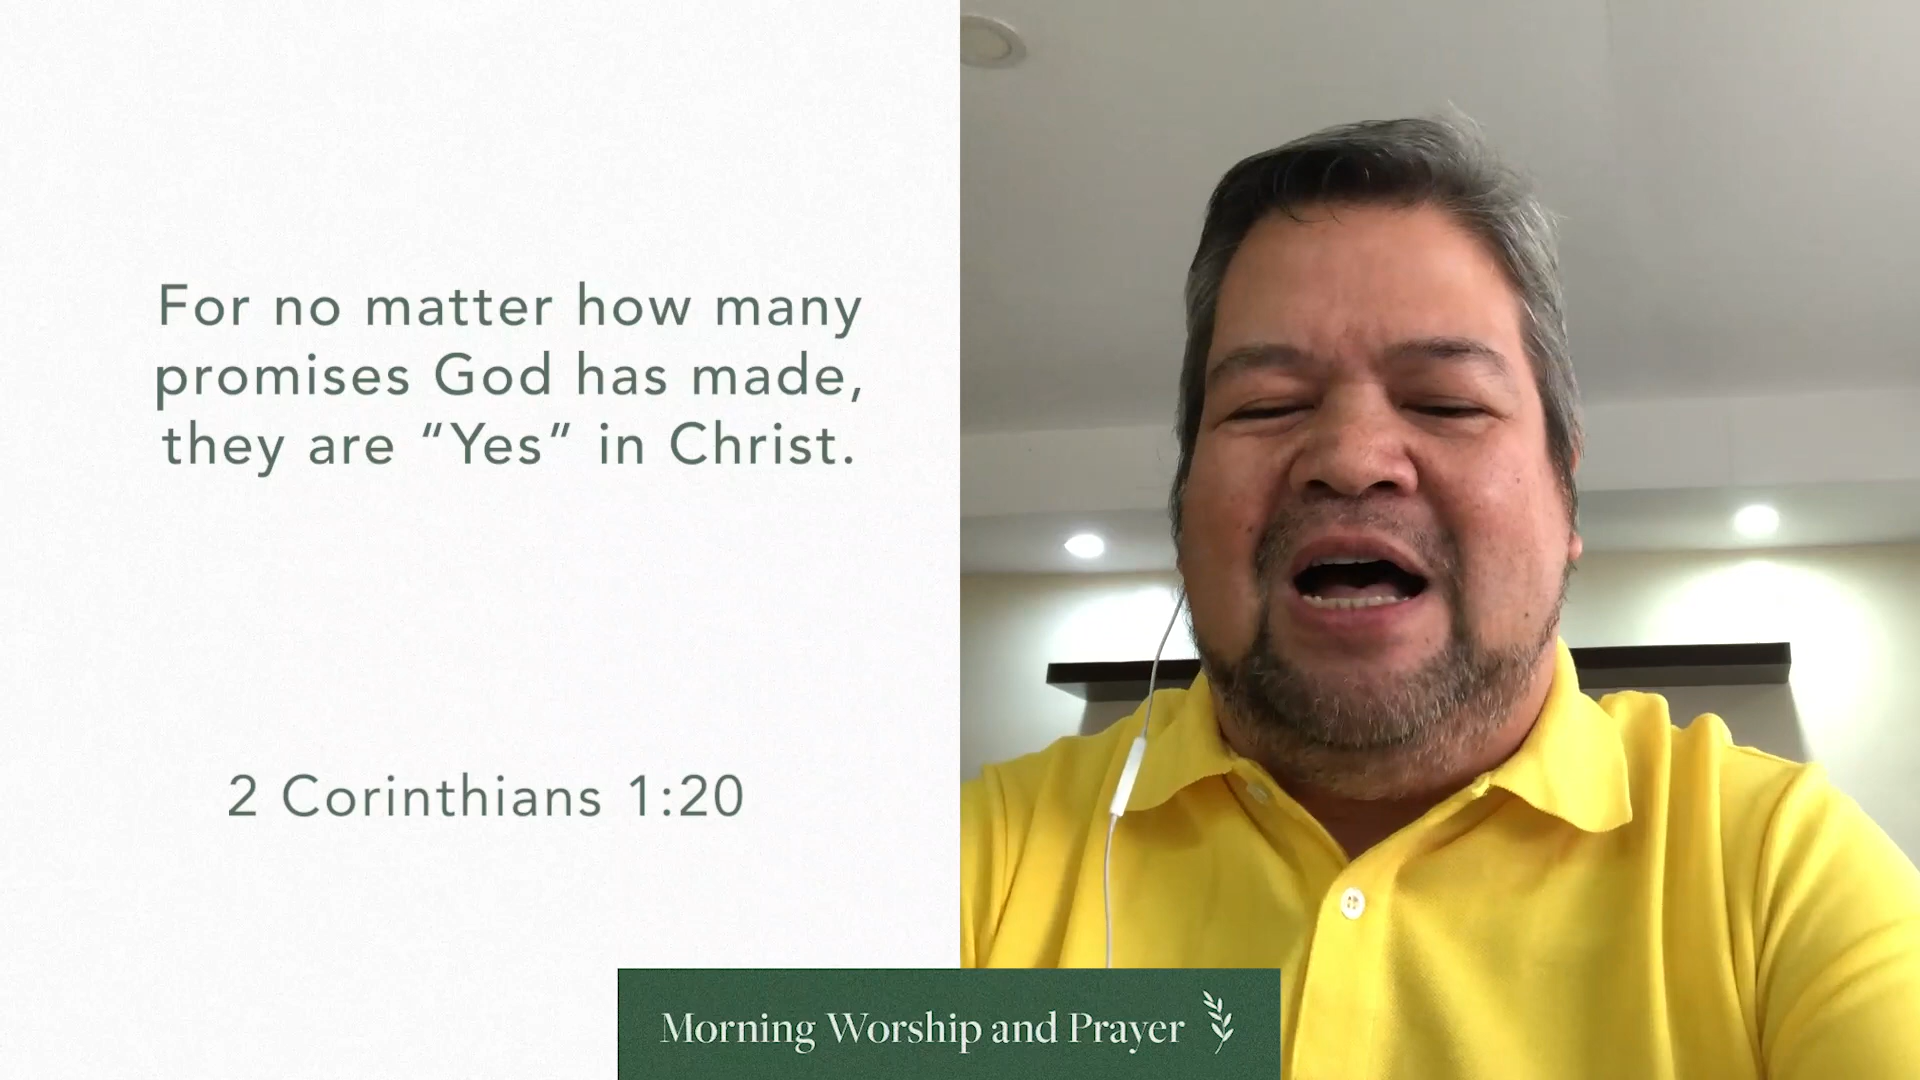 For no matter how many
promises God has made,
they are “Yes” in Christ.
2 Corinthians 1:20
Morning Worship and Prayer